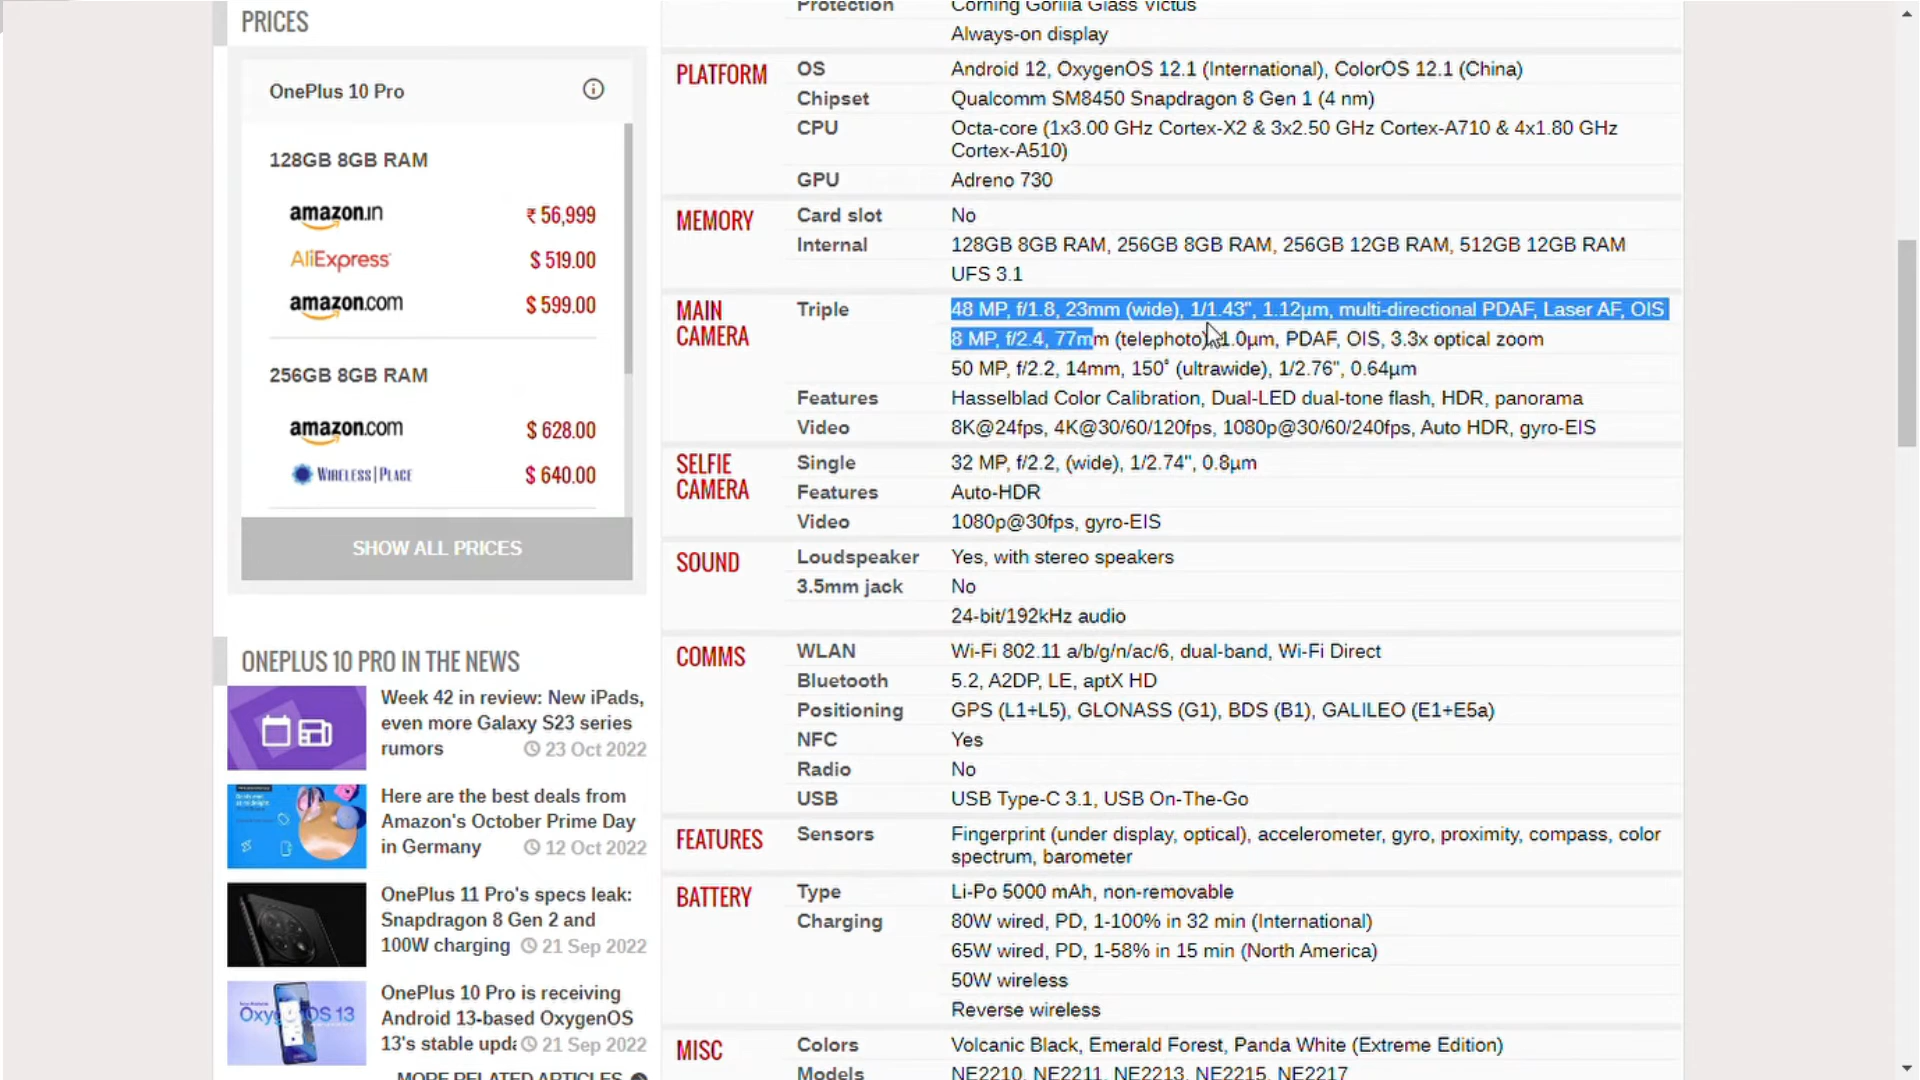 PRICES
OnePlus 10 Pro
128GB 8GB RAM
amazon.in ₹ 56,999
AliExpress $ 519.00
amazon.com $ 599.00
256GB 8GB RAM
amazon.com $ 628.00
WIRELESS|PLACE $ 640.00
SHOW ALL PRICES
ONEPLUS 10 PRO IN THE NEWS
Week 42 in review: New iPads,
even more Galaxy S23 series
rumors 23 Oct 2022
Here are the best deals from
Amazon's October Prime Day
in Germany 12 Oct 2022
OnePlus 11 Pro's specs leak:
Snapdragon 8 Gen 2 and
100W charging 21 Sep 2022
OnePlus 10 Pro is receiving
Android 13-based OxygenOS
13's stable upda 21 Sep 2022
MORE RELATED ARTICLES
Protection Corning Gorilla Glass Victus
Always-on display
PLATFORM OS Android 12, OxygenOS 12.1 (International), ColorOS 12.1 (China)
Chipset Qualcomm SM8450 Snapdragon 8 Gen 1 (4 nm)
CPU Octa-core (1x3.00 GHz Cortex-X2 & 3x2.50 GHz Cortex-A710 & 4x1.80 GHz
Cortex-A510)
GPU Adreno 730
MEMORY Card slot No
Internal 128GB 8GB RAM, 256GB 8GB RAM, 256GB 12GB RAM, 512GB 12GB RAM
UFS 3.1
MAIN CAMERA Triple 48 MP, f/1.8, 23mm (wide), 1/1.43", 1.12µm, multi-directional PDAF, Laser AF, OIS
8 MP, f/2.4, 77mm (telephoto), 1.0µm, PDAF, OIS, 3.3x optical zoom
50 MP, f/2.2, 14mm, 150˚ (ultrawide), 1/2.76", 0.64µm
Features Hasselblad Color Calibration, Dual-LED dual-tone flash, HDR, panorama
Video 8K@24fps, 4K@30/60/120fps, 1080p@30/60/240fps, Auto HDR, gyro-EIS
SELFIE CAMERA Single 32 MP, f/2.2, (wide), 1/2.74", 0.8µm
Features Auto-HDR
Video 1080p@30fps, gyro-EIS
SOUND Loudspeaker Yes, with stereo speakers
3.5mm jack No
24-bit/192kHz audio
COMMS WLAN Wi-Fi 802.11 a/b/g/n/ac/6, dual-band, Wi-Fi Direct
Bluetooth 5.2, A2DP, LE, aptX HD
Positioning GPS (L1+L5), GLONASS (G1), BDS (B1), GALILEO (E1+E5a)
NFC Yes
Radio No
USB USB Type-C 3.1, USB On-The-Go
FEATURES Sensors Fingerprint (under display, optical), accelerometer, gyro, proximity, compass, color
spectrum, barometer
BATTERY Type Li-Po 5000 mAh, non-removable
Charging 80W wired, PD, 1-100% in 32 min (International)
65W wired, PD, 1-58% in 15 min (North America)
50W wireless
Reverse wireless
MISC Colors Volcanic Black, Emerald Forest, Panda White (Extreme Edition)
Models NE2210, NE2211, NE2213, NE2215, NE2217